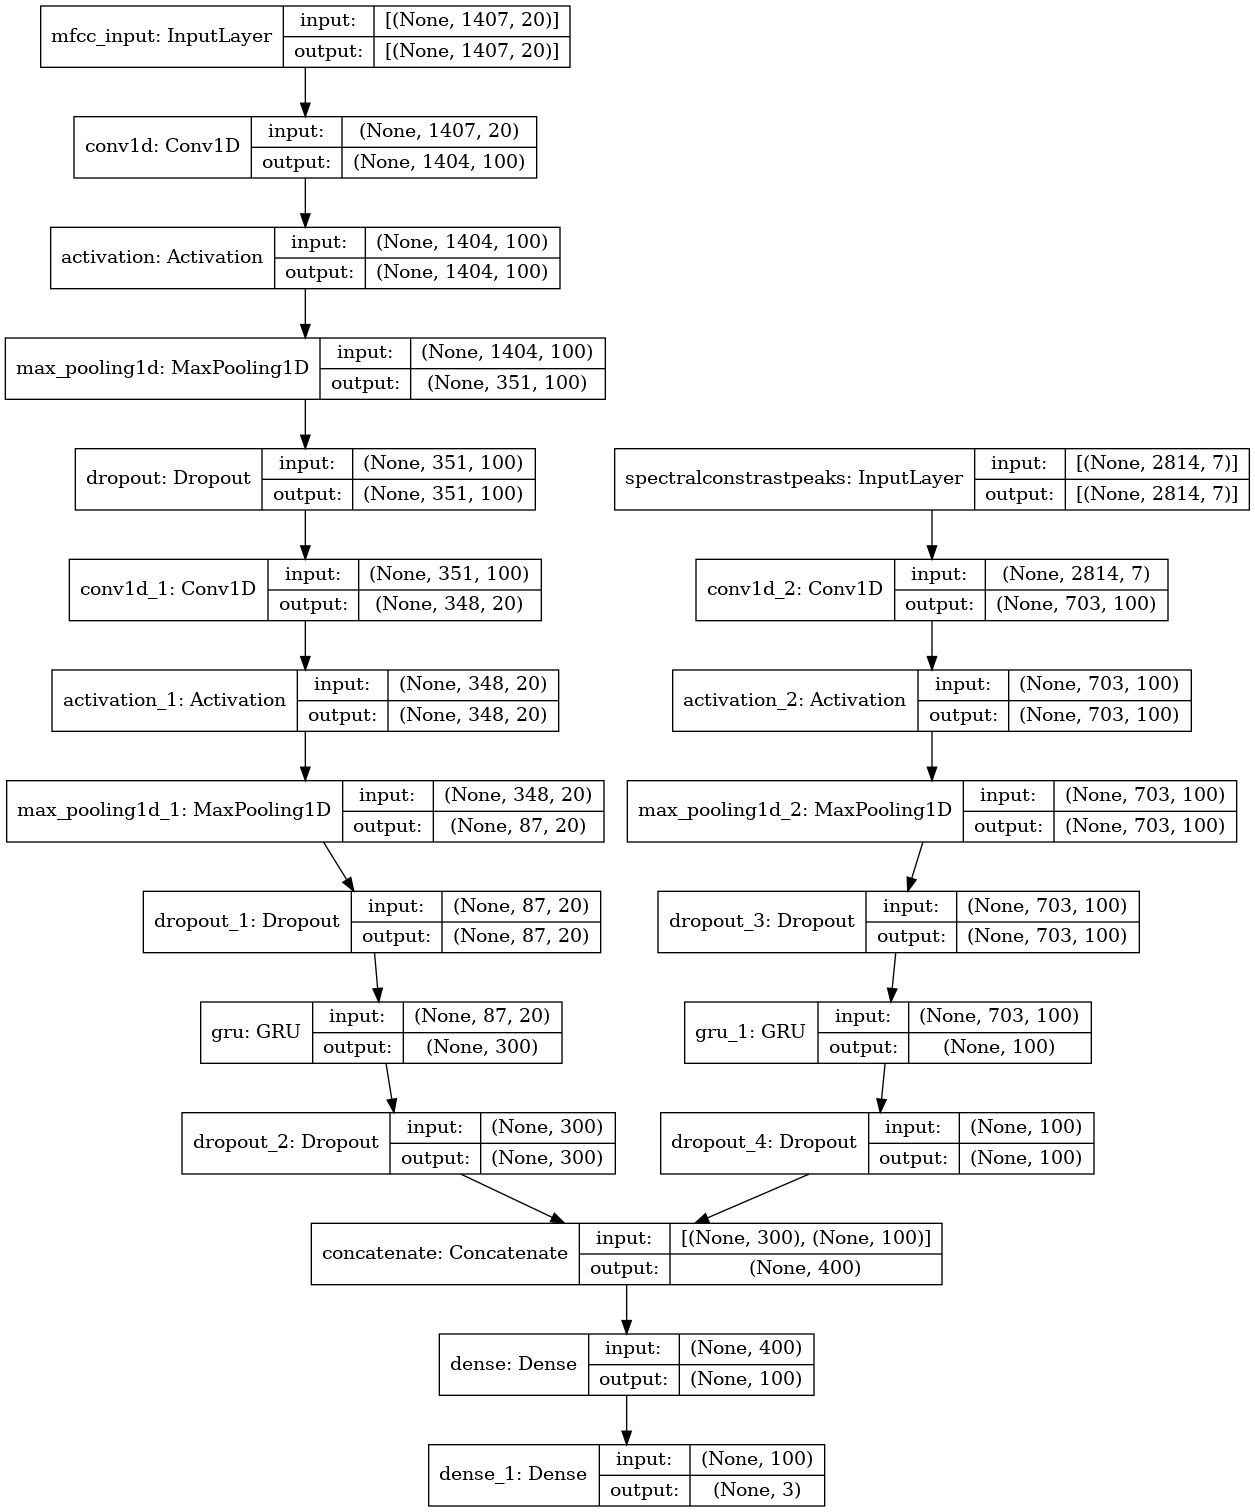 mfcc_input: InputLayer
input: [(None, 1407, 20)]
output: [(None, 1407, 20)]
conv1d: Conv1D
input: (None, 1407, 20)
output: (None, 1404, 100)
activation: Activation
input: (None, 1404, 100)
output: (None, 1404, 100)
max_pooling1d: MaxPooling1D
input: (None, 1404, 100)
output: (None, 351, 100)
dropout: Dropout
input: (None, 351, 100)
output: (None, 351, 100)
spectralconstrastpeaks: InputLayer
input: [(None, 2814, 7)]
output: [(None, 2814, 7)]
conv1d_1: Conv1D
input: (None, 351, 100)
output: (None, 348, 20)
conv1d_2: Conv1D
input: (None, 2814, 7)
output: (None, 703, 100)
activation_1: Activation
input: (None, 348, 20)
output: (None, 348, 20)
activation_2: Activation
input: (None, 703, 100)
output: (None, 703, 100)
max_pooling1d_1: MaxPooling1D
input: (None, 348, 20)
output: (None, 87, 20)
max_pooling1d_2: MaxPooling1D
input: (None, 703, 100)
output: (None, 703, 100)
dropout_1: Dropout
input: (None, 87, 20)
output: (None, 87, 20)
dropout_3: Dropout
input: (None, 703, 100)
output: (None, 703, 100)
gru: GRU
input: (None, 87, 20)
output: (None, 300)
gru_1: GRU
input: (None, 703, 100)
output: (None, 100)
dropout_2: Dropout
input: (None, 300)
output: (None, 300)
dropout_4: Dropout
input: (None, 100)
output: (None, 100)
concatenate: Concatenate
input: [(None, 300), (None, 100)]
output: (None, 400)
dense: Dense
input: (None, 400)
output: (None, 100)
dense_1: Dense
input: (None, 100)
output: (None, 3)